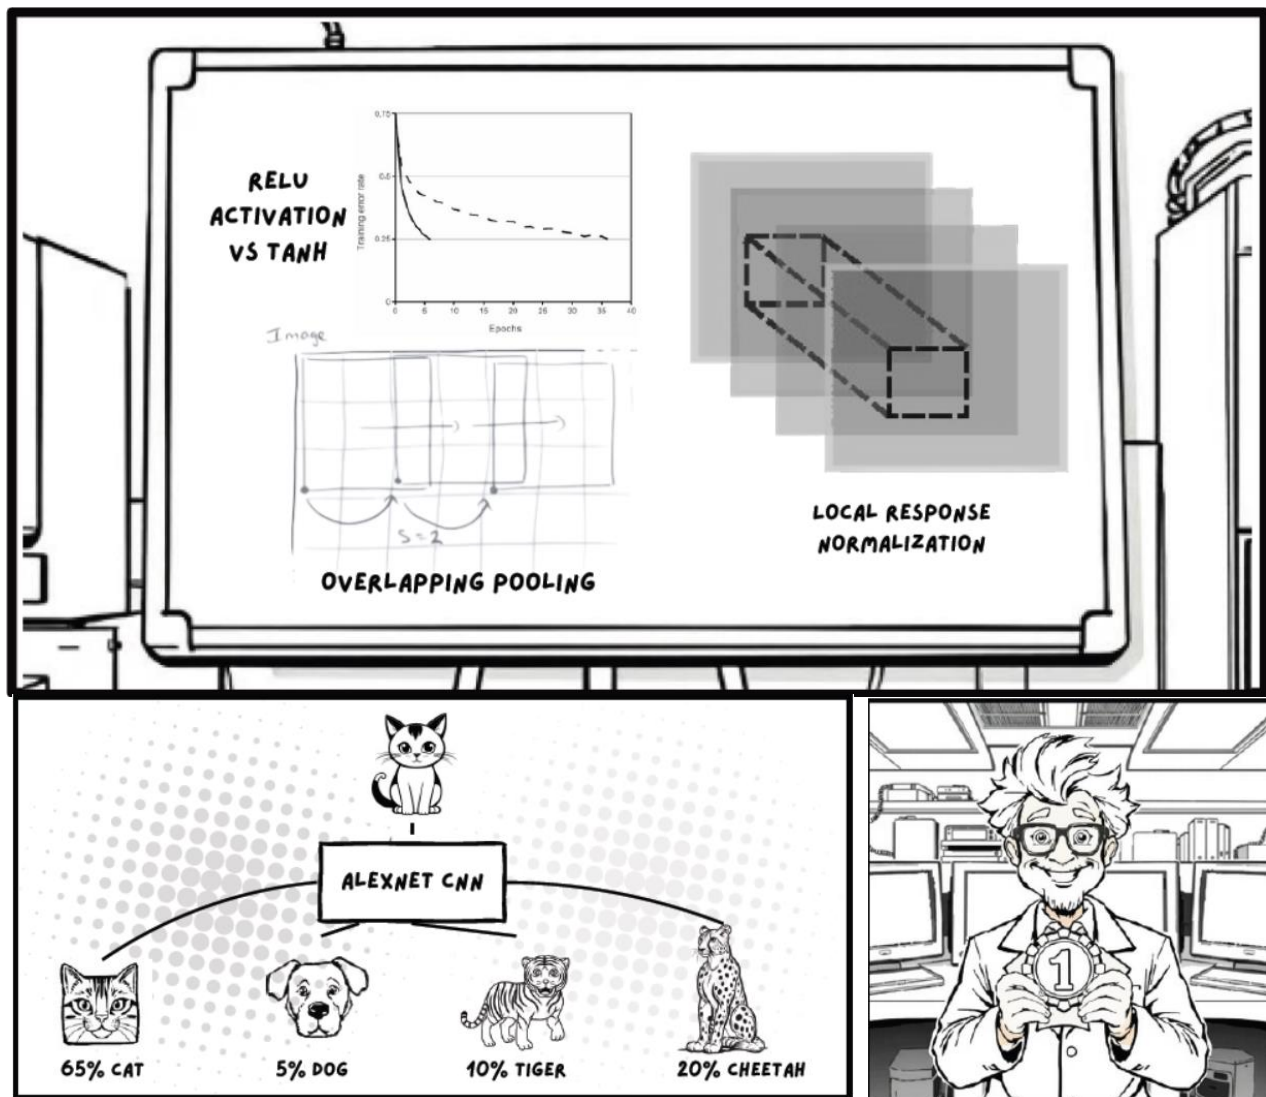 RELU
ACTIVATION
VS TANH
0.75
0.5
0.25
0
Training error rate
0 5 10 15 20 25 30 35 40
Epochs
Image
S = 2
OVERLAPPING POOLING
LOCAL RESPONSE
NORMALIZATION
ALEXNET CNN
65% CAT
5% DOG
10% TIGER
20% CHEETAH
1